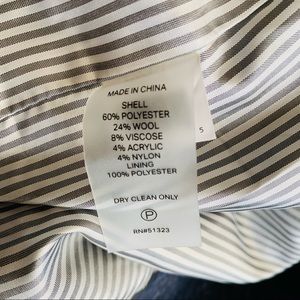 MADE IN CHINA
SHELL
60% POLYESTER
24% WOOL
8% VISCOSE
4% ACRYLIC
4% NYLON
LINING
100% POLYESTER
DRY CLEAN ONLY
P
RN#51323
5